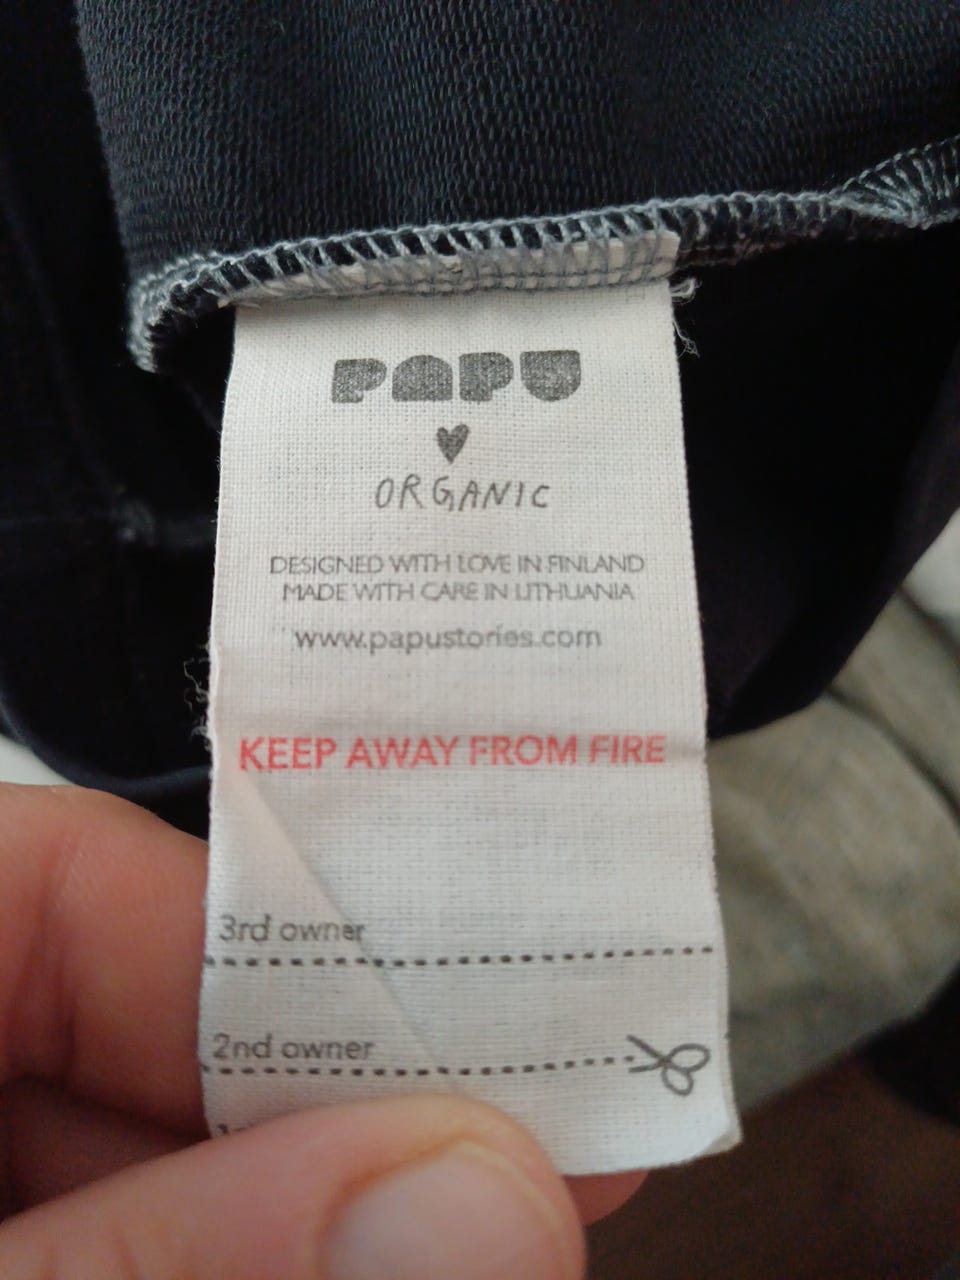 PAPU
ORGANIC
DESIGNED WITH LOVE IN FINLAND
MADE WITH CARE IN LITHUANIA
www.papustories.com
KEEP AWAY FROM FIRE
3rd owner
2nd owner